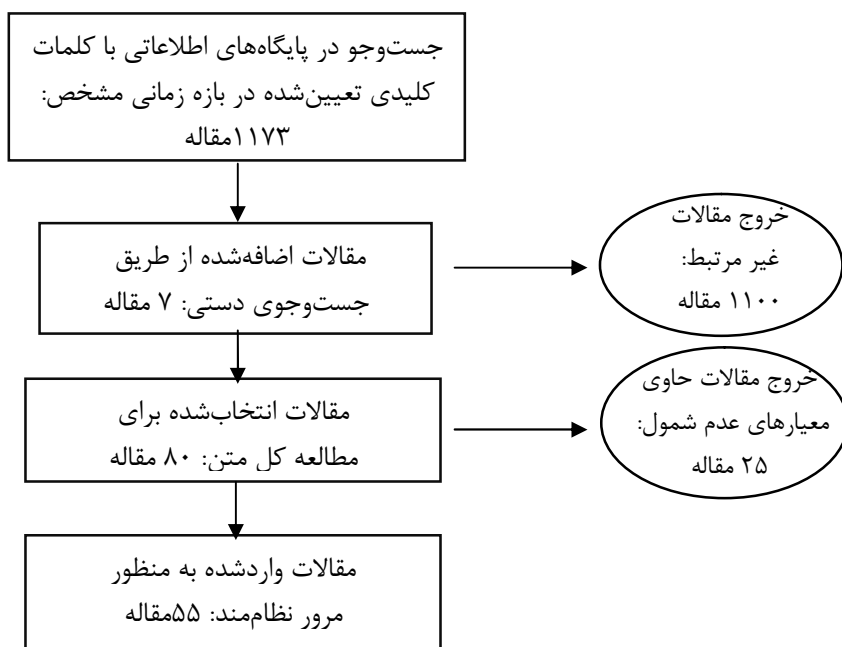 جست‌وجو در پایگاه‌های اطلاعاتی با کلمات
کلیدی تعیین‌شده در بازه زمانی مشخص:
۱۱۷۳مقاله
مقالات اضافه‌شده از طریق
جست‌وجوی دستی: ۷ مقاله
خروج مقالات
غیر مرتبط:
۱۱۰۰ مقاله
مقالات انتخاب‌شده برای
مطالعه کل متن: ۸۰ مقاله
خروج مقالات حاوی
معیارهای عدم شمول:
۲۵ مقاله
مقالات واردشده به منظور
مرور نظام‌مند: ۵۵مقاله